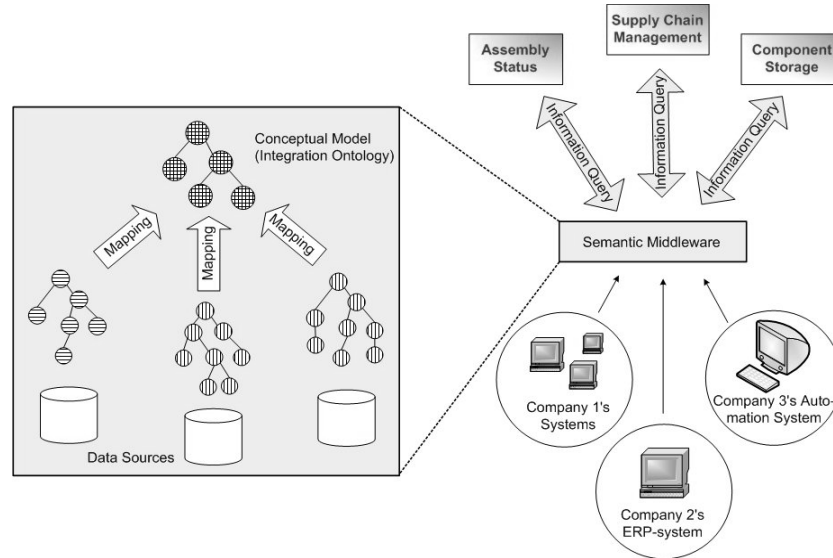 Supply Chain
Management
Assembly
Status
Component
Storage
Information Query
Information Query
Information Query
Conceptual Model
(Integration Ontology)
Mapping
Mapping
Mapping
Semantic Middleware
Company 1's
Systems
Company 3's Auto-
mation System
Data Sources
Company 2's
ERP-system